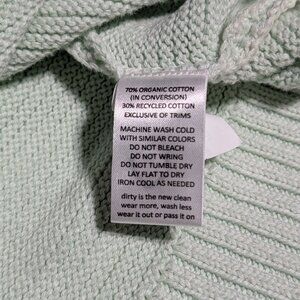 70% ORGANIC COTTON
(IN CONVERSION)
30% RECYCLED COTTON
EXCLUSIVE OF TRIMS
MACHINE WASH COLD
WITH SIMILAR COLORS
DO NOT BLEACH
DO NOT WRING
DO NOT TUMBLE DRY
LAY FLAT TO DRY
IRON COOL AS NEEDED
dirty is the new clean
wear more, wash less
wear it out or pass it on